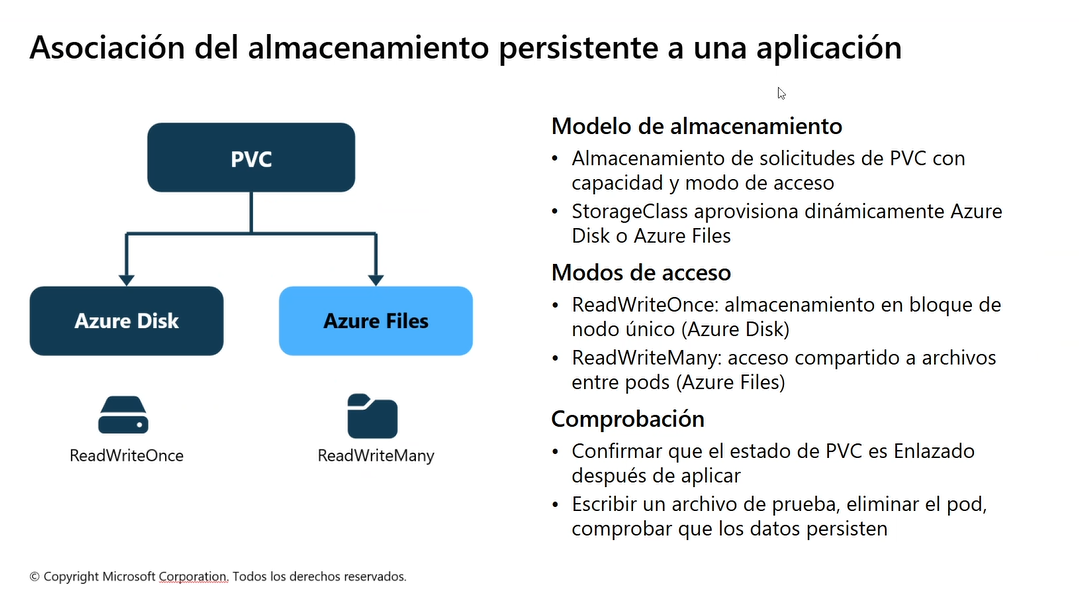 Asociación del almacenamiento persistente a una aplicación
PVC
Azure Disk
Azure Files
ReadWriteOnce
ReadWriteMany
Modelo de almacenamiento
• Almacenamiento de solicitudes de PVC con
capacidad y modo de acceso
• StorageClass aprovisiona dinámicamente Azure
Disk o Azure Files
Modos de acceso
• ReadWriteOnce: almacenamiento en bloque de
nodo único (Azure Disk)
• ReadWriteMany: acceso compartido a archivos
entre pods (Azure Files)
Comprobación
• Confirmar que el estado de PVC es Enlazado
después de aplicar
• Escribir un archivo de prueba, eliminar el pod,
comprobar que los datos persisten
© Copyright Microsoft Corporation. Todos los derechos reservados.